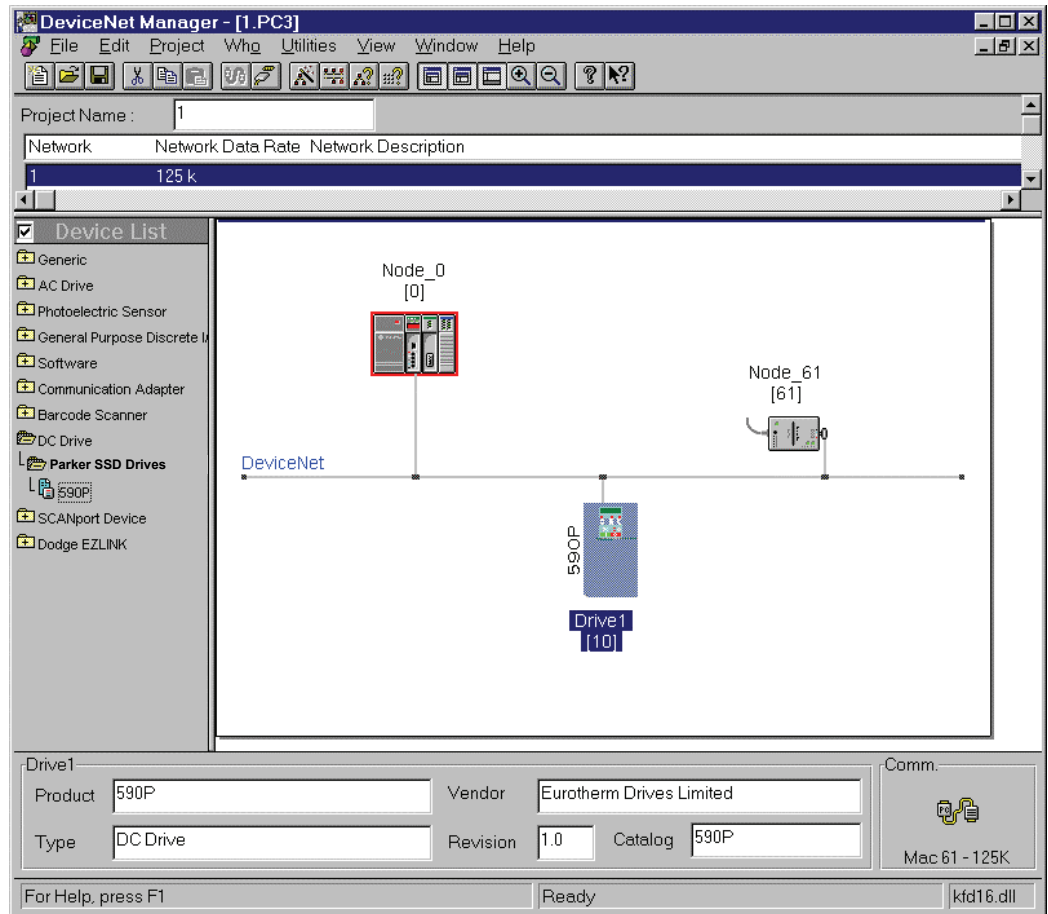 DeviceNet Manager - [1.PC3]
File Edit Project Who Utilities View Window Help
Project Name : 1
Network Network Data Rate Network Description
1 125 k
Device List
Generic
AC Drive
Photoelectric Sensor
General Purpose Discrete I/
Software
Communication Adapter
Barcode Scanner
DC Drive
Parker SSD Drives
590P
SCANport Device
Dodge EZLINK
Node_0
[0]
Node_61
[61]
DeviceNet
590P
Drive1
[10]
Drive1
Product 590P Vendor Eurotherm Drives Limited
Type DC Drive Revision 1.0 Catalog 590P
Comm.
Mac 61 - 125K
For Help, press F1 Ready kfd16.dll